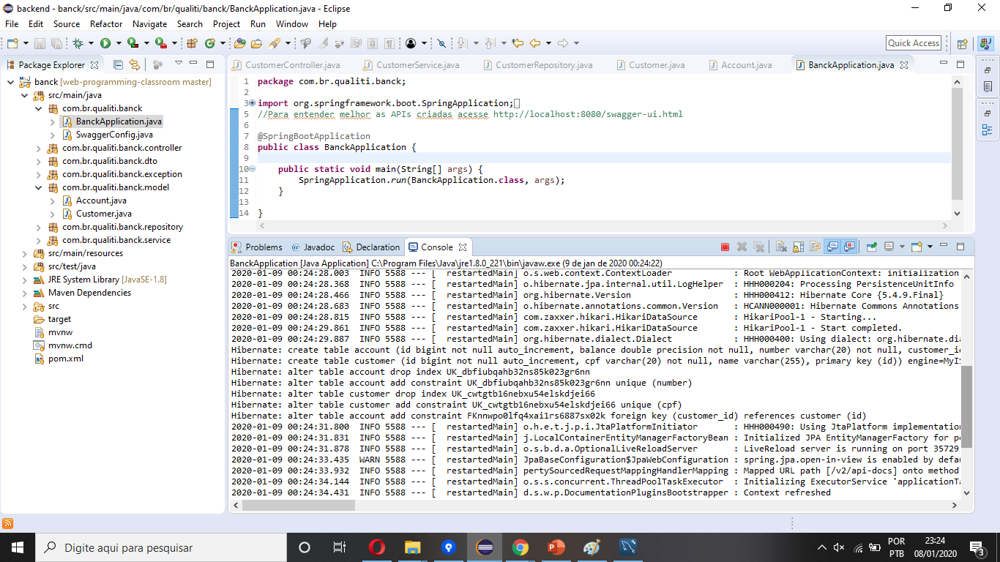 backend - banck/src/main/java/com/br/qualiti/banck/BanckApplication.java - Eclipse
File Edit Source Refactor Navigate Search Project Run Window Help
Quick Access
Package Explorer
banck [web-programming-classroom master]
src/main/java
com.br.qualiti.banck
BanckApplication.java
SwaggerConfig.java
com.br.qualiti.banck.controller
com.br.qualiti.banck.dto
com.br.qualiti.banck.exception
com.br.qualiti.banck.model
Account.java
Customer.java
com.br.qualiti.banck.repository
com.br.qualiti.banck.service
src/main/resources
src/test/java
JRE System Library [JavaSE-1.8]
Maven Dependencies
src
target
mvnw
mvnw.cmd
pom.xml
CustomerController.java CustomerService.java CustomerRepository.java Customer.java Account.java BanckApplication.java
1 package com.br.qualiti.banck;
2
3 import org.springframework.boot.SpringApplication;
5 //Para entender melhor as APIs criadas acesse http://localhost:8080/swagger-ui.html
6
7 @SpringBootApplication
8 public class BanckApplication {
9
10 public static void main(String[] args) {
11 SpringApplication.run(BanckApplication.class, args);
12 }
13
14 }
Problems @ Javadoc Declaration Console
BanckApplication [Java Application] C:\Program Files\Java\jre1.8.0_221\bin\javaw.exe (9 de jan de 2020 00:24:22)
2020-01-09 00:24:28.003 INFO 5588 --- [ restartedMain] o.s.web.context.ContextLoader : Root WebApplicationContext: initialization
2020-01-09 00:24:28.368 INFO 5588 --- [ restartedMain] o.hibernate.jpa.internal.util.LogHelper : HHH000204: Processing PersistenceUnitInfo
2020-01-09 00:24:28.466 INFO 5588 --- [ restartedMain] org.hibernate.Version : HHH000412: Hibernate Core {5.4.9.Final}
2020-01-09 00:24:28.683 INFO 5588 --- [ restartedMain] o.hibernate.annotations.common.Version : HCANN000001: Hibernate Commons Annotations
2020-01-09 00:24:28.815 INFO 5588 --- [ restartedMain] com.zaxxer.hikari.HikariDataSource : HikariPool-1 - Starting...
2020-01-09 00:24:29.861 INFO 5588 --- [ restartedMain] com.zaxxer.hikari.HikariDataSource : HikariPool-1 - Start completed.
2020-01-09 00:24:29.887 INFO 5588 --- [ restartedMain] org.hibernate.dialect.Dialect : HHH000400: Using dialect: org.hibernate.dia
Hibernate: create table account (id bigint not null auto_increment, balance double precision not null, number varchar(20) not null, customer_id
Hibernate: create table customer (id bigint not null auto_increment, cpf varchar(20) not null, name varchar(255), primary key (id)) engine=MyIS
Hibernate: alter table account drop index UK_dbfiubqahb32ns85k023gr6nn
Hibernate: alter table account add constraint UK_dbfiubqahb32ns85k023gr6nn unique (number)
Hibernate: alter table customer drop index UK_cwtgtb16nebxu54elskdjei66
Hibernate: alter table customer add constraint UK_cwtgtb16nebxu54elskdjei66 unique (cpf)
Hibernate: alter table account add constraint FKnnwpo0lfq4xai1rs6887sx02k foreign key (customer_id) references customer (id)
2020-01-09 00:24:31.800 INFO 5588 --- [ restartedMain] o.h.e.t.j.p.i.JtaPlatformInitiator : HHH000490: Using JtaPlatform implementation
2020-01-09 00:24:31.831 INFO 5588 --- [ restartedMain] j.LocalContainerEntityManagerFactoryBean : Initialized JPA EntityManagerFactory for pe
2020-01-09 00:24:31.878 INFO 5588 --- [ restartedMain] o.s.b.d.a.OptionalLiveReloadServer : LiveReload server is running on port 35729
2020-01-09 00:24:33.435 WARN 5588 --- [ restartedMain] JpaBaseConfiguration$JpaWebConfiguration : spring.jpa.open-in-view is enabled by defau
2020-01-09 00:24:33.932 INFO 5588 --- [ restartedMain] pertySourcedRequestMappingHandlerMapping : Mapped URL path [/v2/api-docs] onto method
2020-01-09 00:24:34.144 INFO 5588 --- [ restartedMain] o.s.s.concurrent.ThreadPoolTaskExecutor : Initializing ExecutorService 'applicationTa
2020-01-09 00:24:34.431 INFO 5588 --- [ restartedMain] d.s.w.p.DocumentationPluginsBootstrapper : Context refreshed
Digite aqui para pesquisar
POR
PTB
23:24
08/01/2020
3